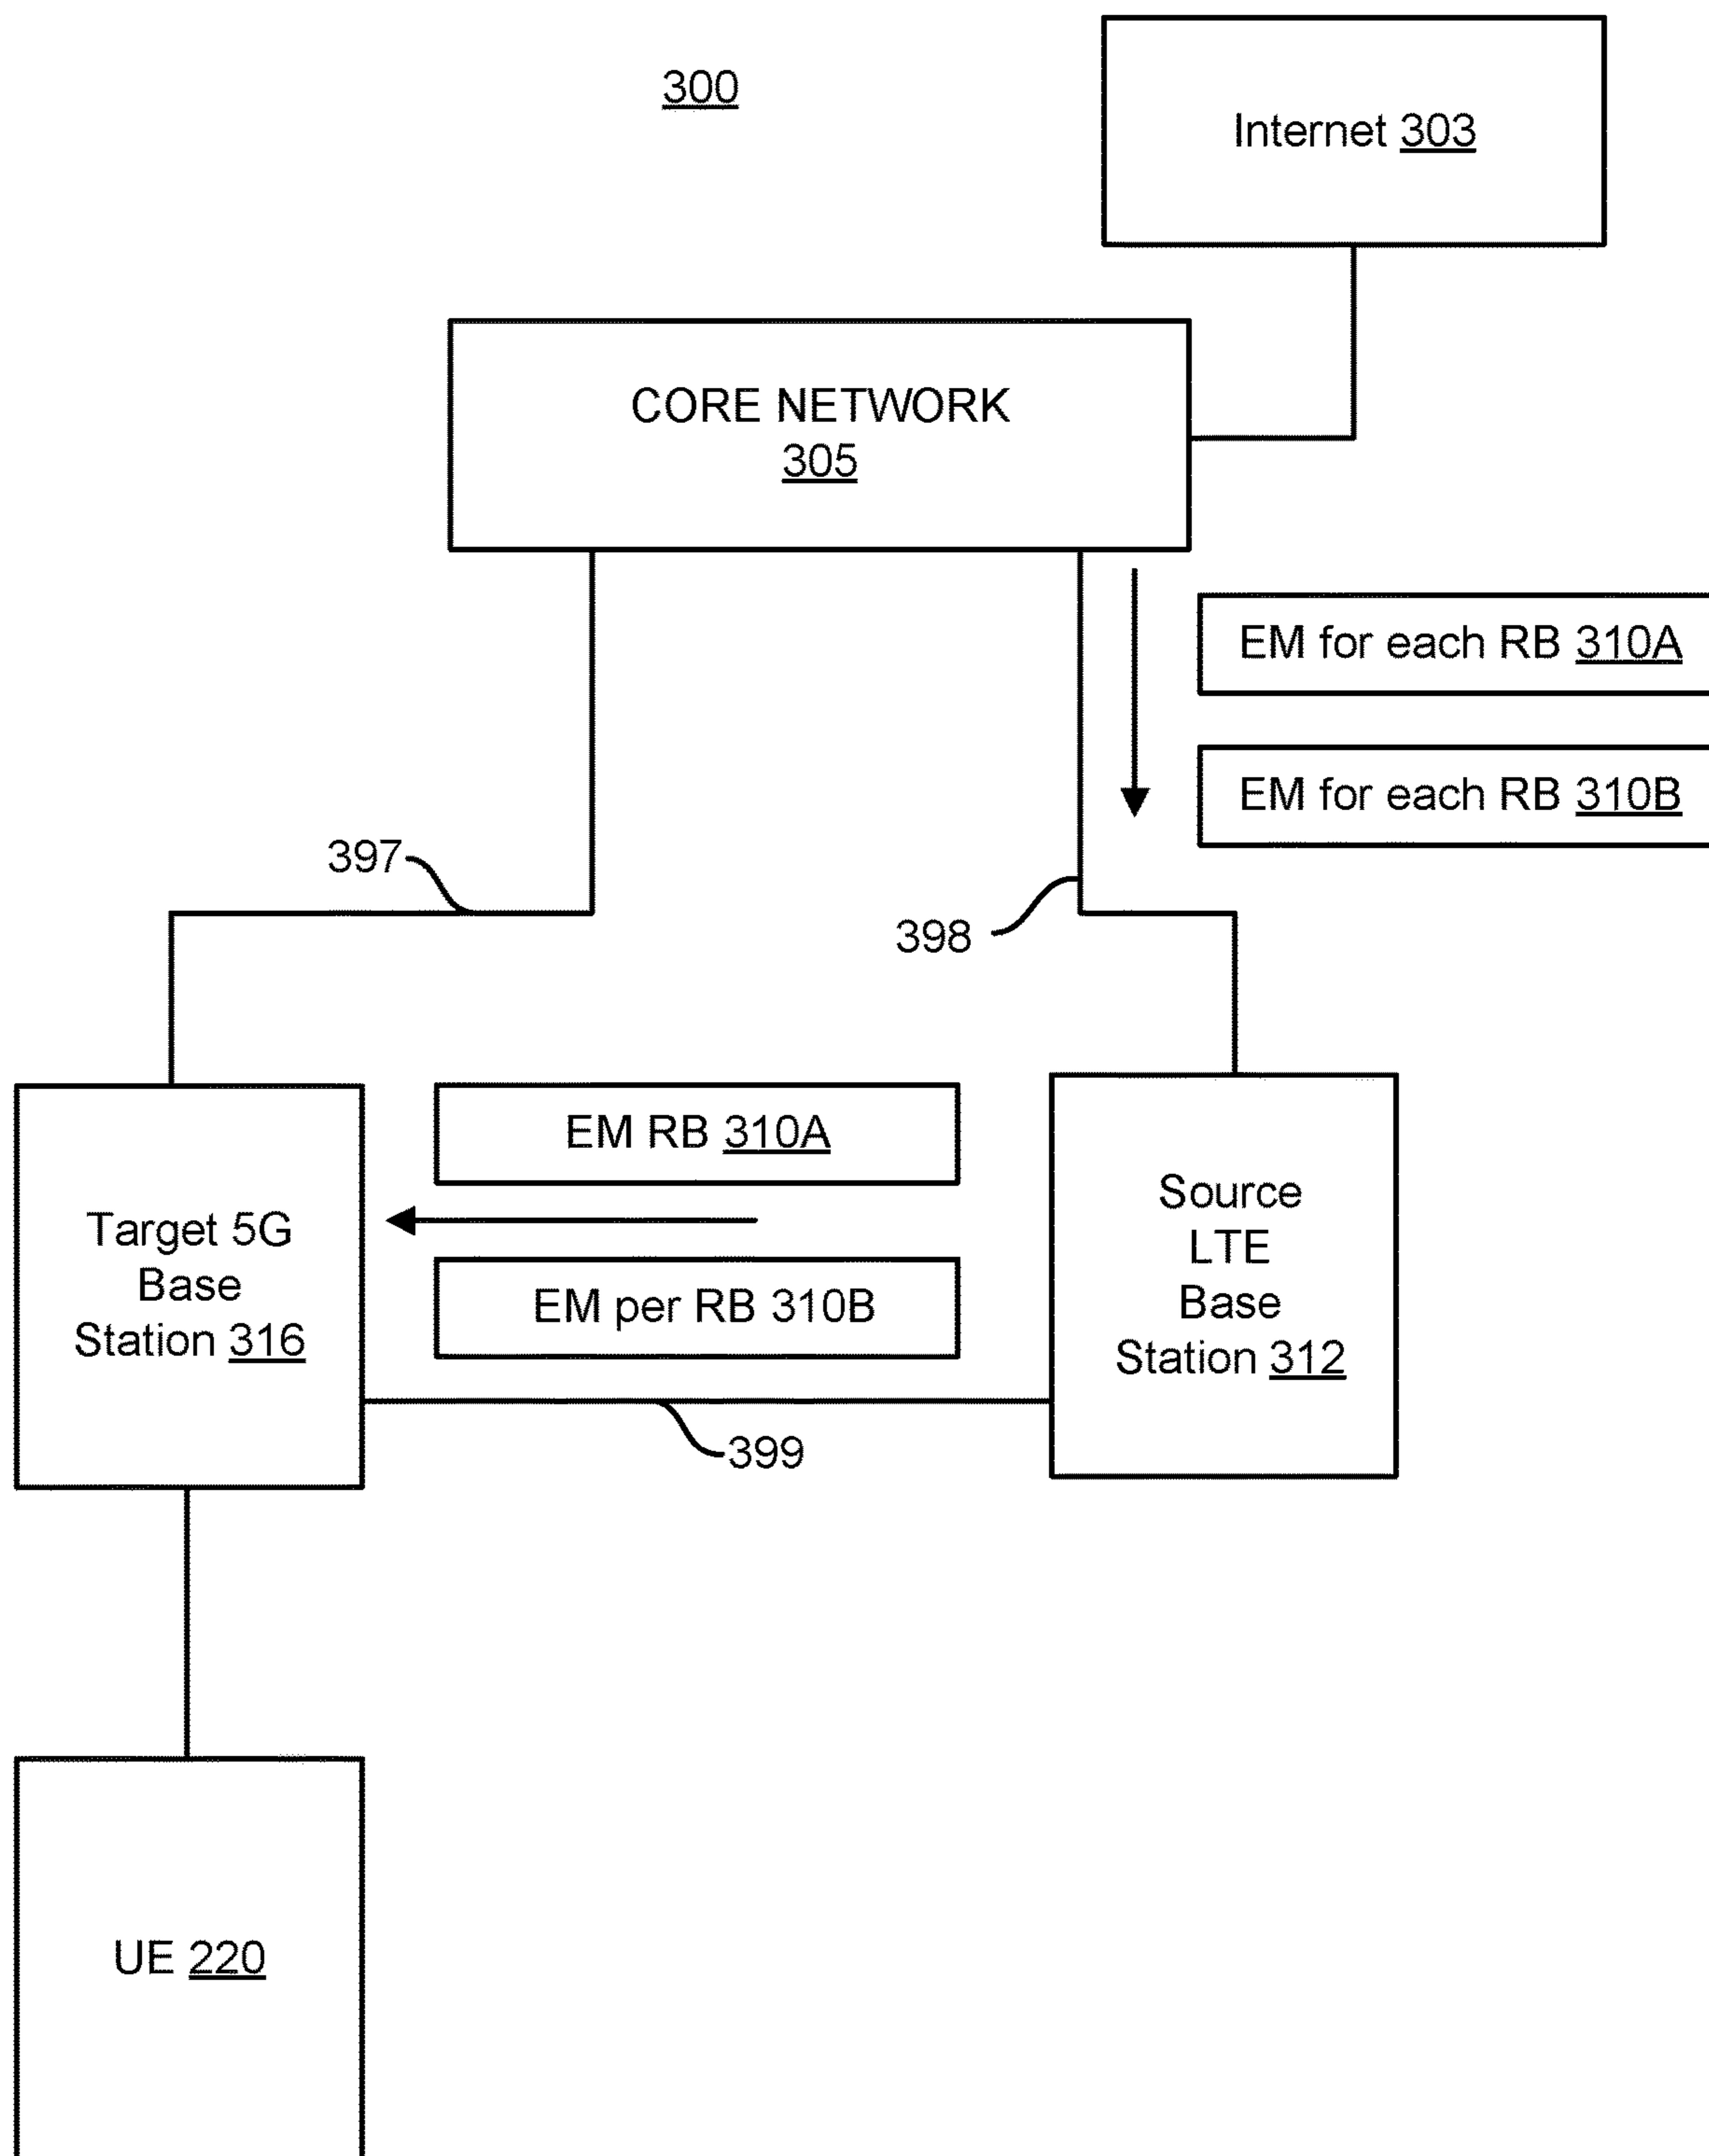 300
Internet 303
CORE NETWORK
305
EM for each RB 310A
EM for each RB 310B
397
398
EM RB 310A
EM per RB 310B
Target 5G
Base
Station 316
Source
LTE
Base
Station 312
399
UE 220